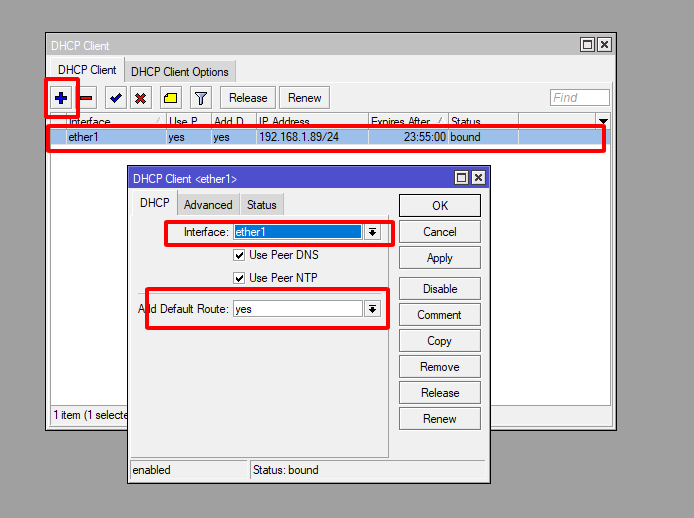 DHCP Client
DHCP Client DHCP Client Options
Release Renew Find
Interface Use P... Add D... IP Address Expires After Status
ether1 yes yes 192.168.1.89/24 23:55:00 bound
DHCP Client <ether1>
DHCP Advanced Status
Interface: ether1
Use Peer DNS
Use Peer NTP
Add Default Route: yes
OK
Cancel
Apply
Disable
Comment
Copy
Remove
Release
Renew
1 item (1 selecte
enabled Status: bound